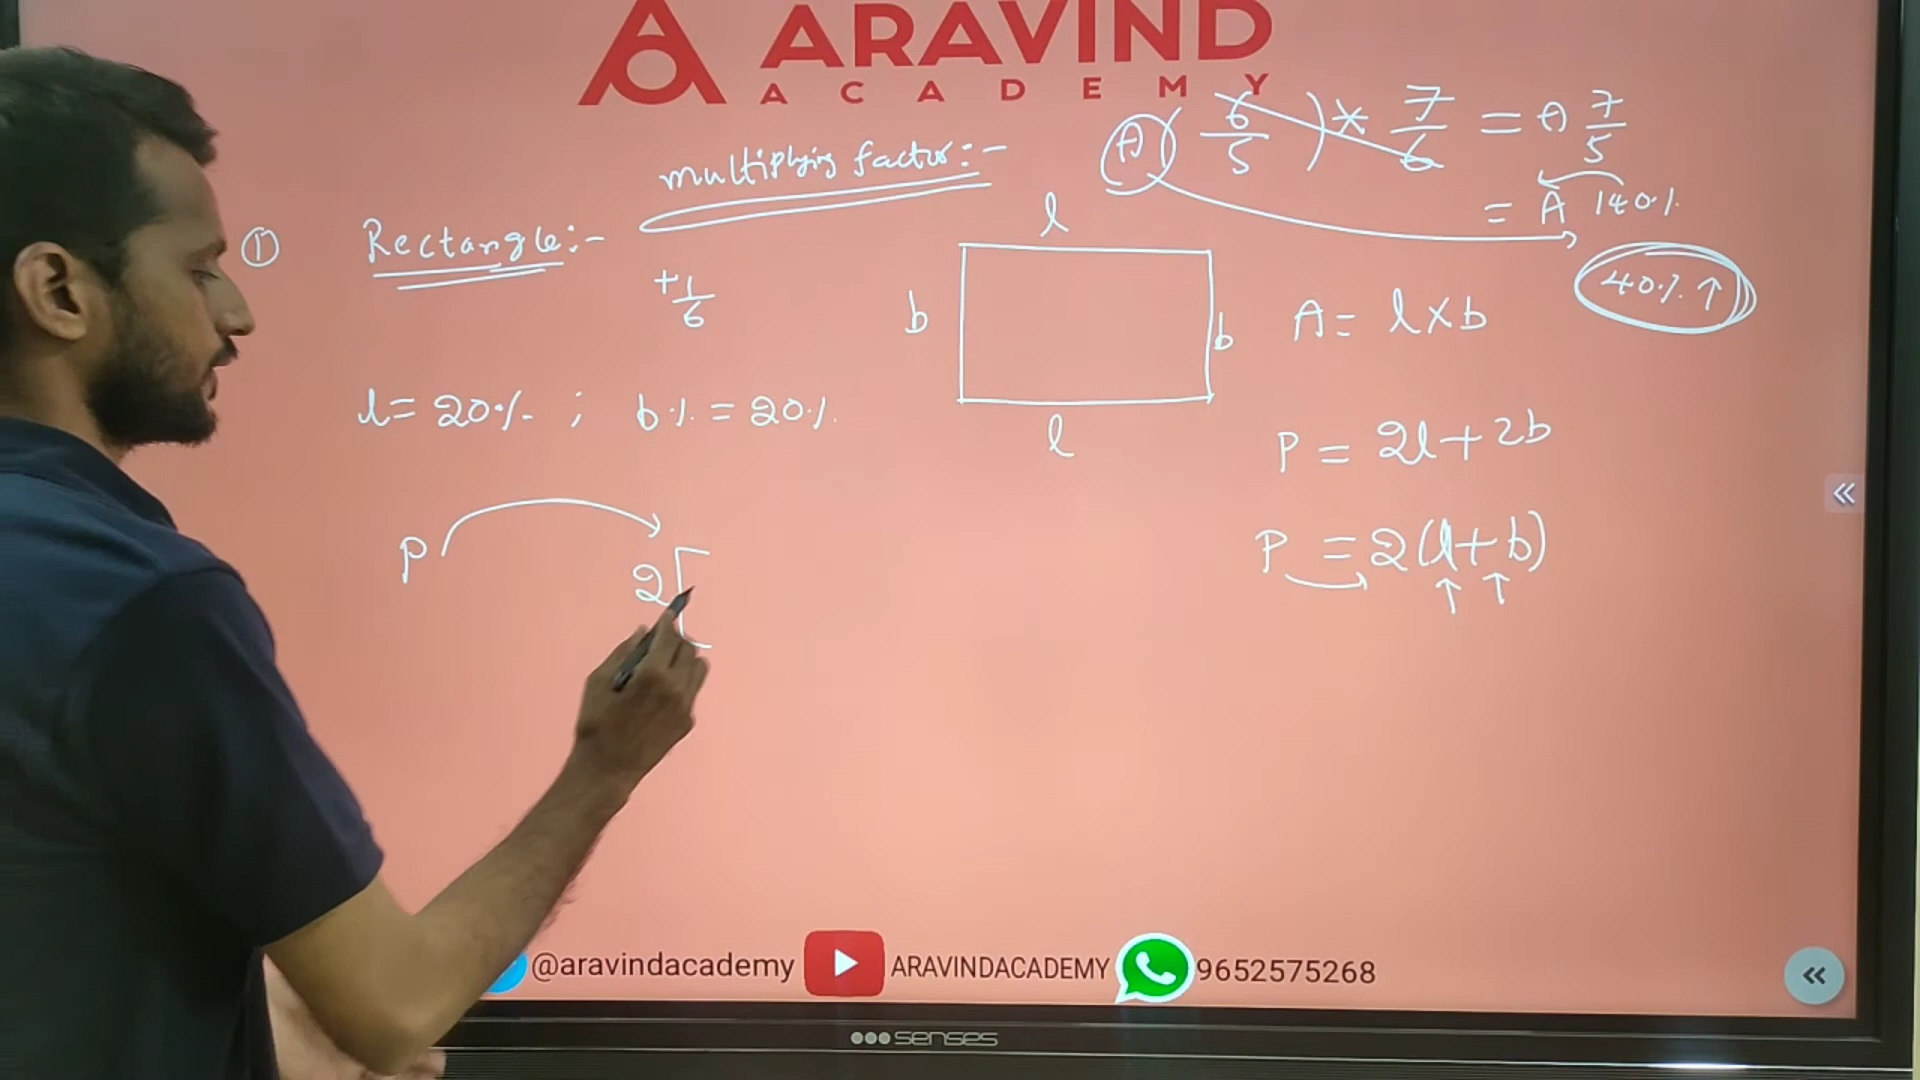 ARAVIND
ACADEMY
multiplying factor:-
A( 6/5 ) * 7/6 = A 7/5
= A 140%
40% ↑
① Rectangle:-
+1/6
l
b
b
l
A = l×b
l = 20% ; b% = 20%
P = 2l+2b
P = 2(l+b)
P
2[
@aravindacademy
ARAVINDACADEMY
9652575268
senses